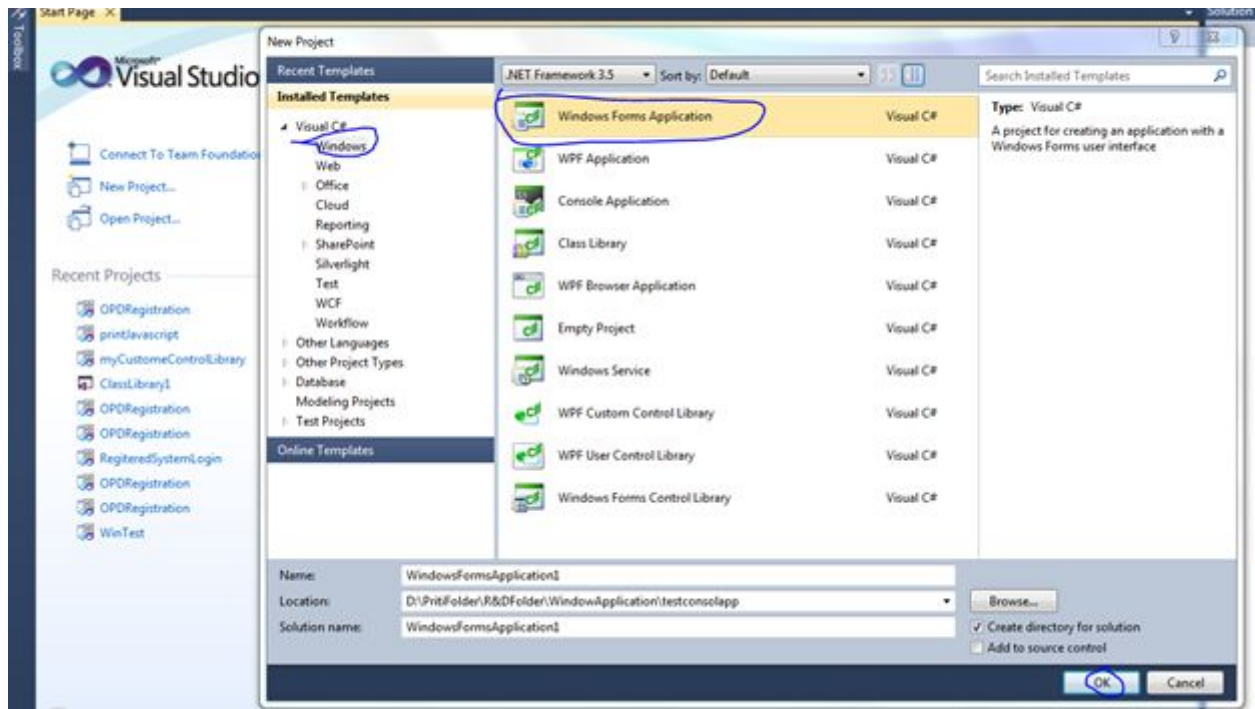 Start Page
Solution
Toolbox
Microsoft
Visual Studio
Connect To Team Foundation
New Project...
Open Project...
Recent Projects
OPDRegistration
printJavascript
myCustomeControlLibrary
ClassLibrary1
OPDRegistration
OPDRegistration
RegiteredSystemLogin
OPDRegistration
OPDRegistration
WinTest
New Project
Recent Templates
Installed Templates
Visual C#
Windows
Web
Office
Cloud
Reporting
SharePoint
Silverlight
Test
WCF
Workflow
Other Languages
Other Project Types
Database
Modeling Projects
Test Projects
Online Templates
.NET Framework 3.5 Sort by: Default
Windows Forms Application Visual C#
WPF Application Visual C#
Console Application Visual C#
Class Library Visual C#
WPF Browser Application Visual C#
Empty Project Visual C#
Windows Service Visual C#
WPF Custom Control Library Visual C#
WPF User Control Library Visual C#
Windows Forms Control Library Visual C#
Search Installed Templates
Type: Visual C#
A project for creating an application with a
Windows Forms user interface
Name: WindowsFormsApplication1
Location: D:\PritiFolder\R&DFolder\WindowApplication\testconsolapp
Browse...
Solution name: WindowsFormsApplication1
Create directory for solution
Add to source control
OK Cancel